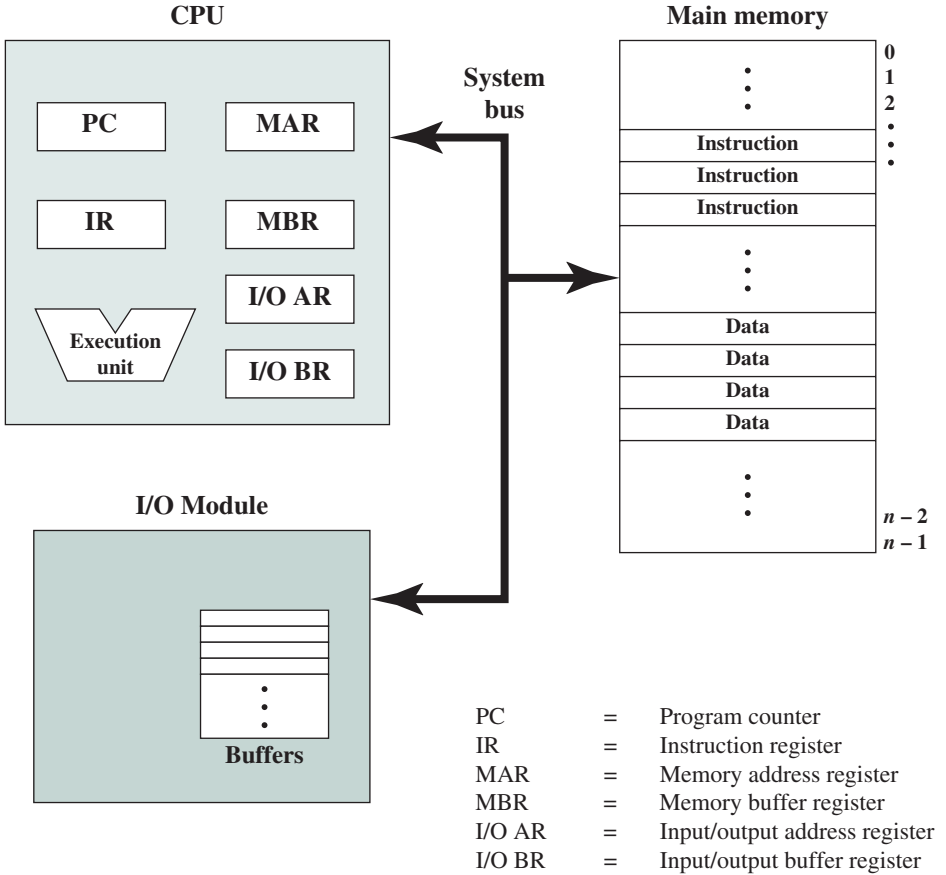 CPU
Main memory
System
bus
PC
MAR
IR
MBR
I/O AR
I/O BR
Execution
unit
0
1
2
Instruction
Instruction
Instruction
Data
Data
Data
Data
n – 2
n – 1
I/O Module
Buffers
PC = Program counter
IR = Instruction register
MAR = Memory address register
MBR = Memory buffer register
I/O AR = Input/output address register
I/O BR = Input/output buffer register